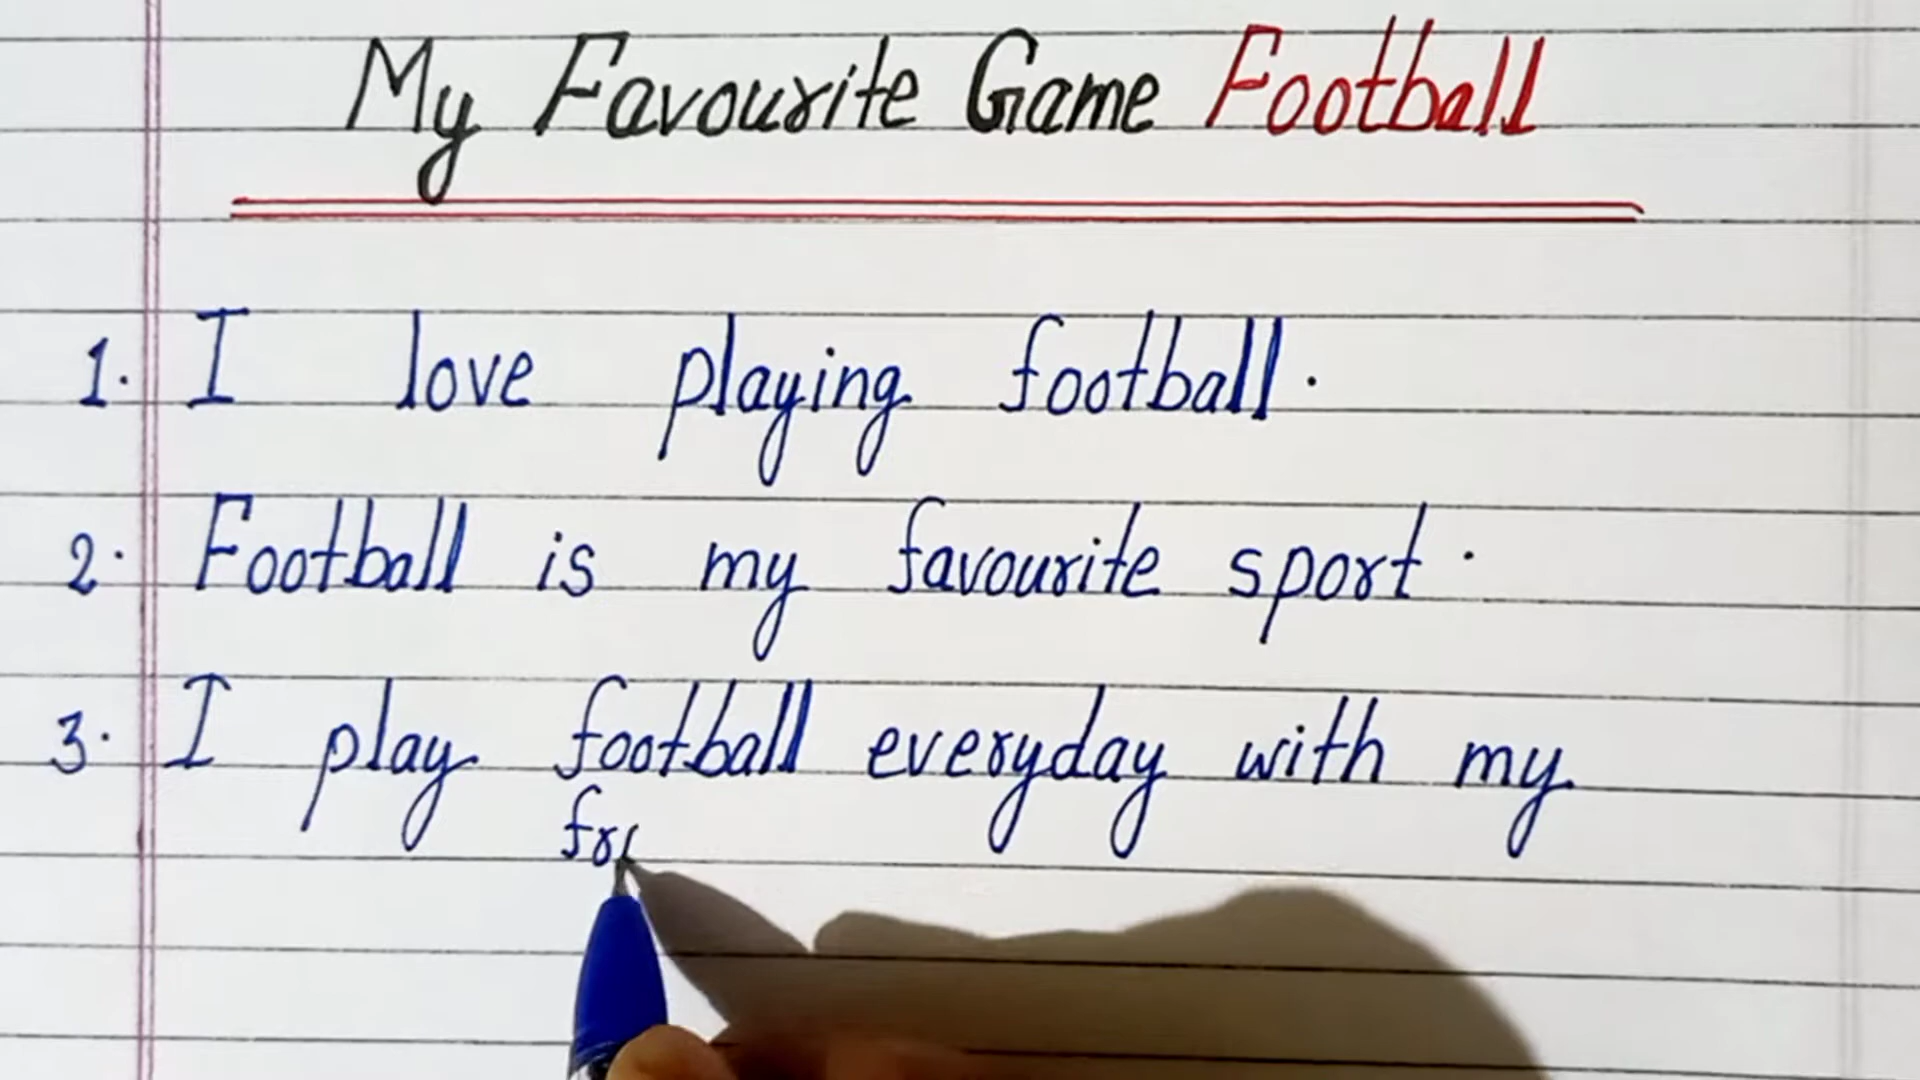 My Favourite Game Football
1. I love playing football.
2. Football is my favourite sport.
3. I play football everyday with my